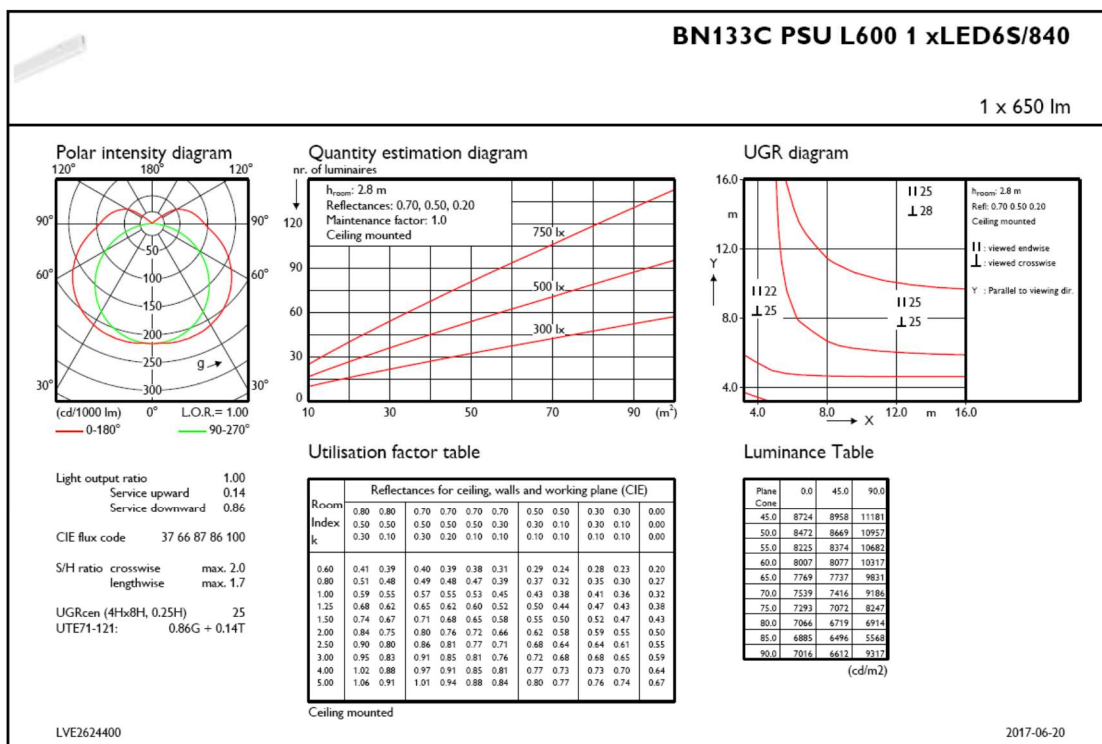 BN133C PSU L600 1 xLED6S/840
1 x 650 lm
Polar intensity diagram
120° 180° 120°
90° 90°
60° 60°
30° 30°
50
100
150
200
250
300
g
(cd/1000 lm) 0° L.O.R.= 1.00
0-180° 90-270°
Quantity estimation diagram
nr. of luminaires
hroom: 2.8 m
Reflectances: 0.70, 0.50, 0.20
Maintenance factor: 1.0
Ceiling mounted
120
90
60
30
0
750 lx
500 lx
300 lx
10 30 50 70 90 (m²)
UGR diagram
16.0
m
12.0
Y
8.0
4.0
II 25
⊥ 28
II 22
⊥ 25
II 25
⊥ 25
4.0 8.0 12.0 m 16.0
X
hroom: 2.8 m
Refl: 0.70 0.50 0.20
Ceiling mounted
II : viewed endwise
⊥ : viewed crosswise
Y : Parallel to viewing dir.
Light output ratio 1.00
Service upward 0.14
Service downward 0.86
CIE flux code 37 66 87 86 100
S/H ratio crosswise max. 2.0
lengthwise max. 1.7
UGRcen (4Hx8H, 0.25H) 25
UTE71-121: 0.86G + 0.14T
Utilisation factor table
Reflectances for ceiling, walls and working plane (CIE)
Room 0.80 0.80 0.70 0.70 0.70 0.70 0.50 0.50 0.30 0.30 0.00
Index 0.50 0.50 0.50 0.50 0.50 0.30 0.30 0.10 0.30 0.10 0.00
k 0.30 0.10 0.30 0.20 0.10 0.10 0.10 0.10 0.10 0.10 0.00
0.60 0.41 0.39 0.40 0.39 0.38 0.31 0.29 0.24 0.28 0.23 0.20
0.80 0.51 0.48 0.49 0.48 0.47 0.39 0.37 0.32 0.35 0.30 0.27
1.00 0.59 0.55 0.57 0.55 0.53 0.45 0.43 0.38 0.41 0.36 0.32
1.25 0.68 0.62 0.65 0.62 0.60 0.52 0.50 0.44 0.47 0.43 0.38
1.50 0.74 0.67 0.71 0.68 0.65 0.58 0.55 0.50 0.52 0.47 0.43
2.00 0.84 0.75 0.80 0.76 0.72 0.66 0.62 0.58 0.59 0.55 0.50
2.50 0.90 0.80 0.86 0.81 0.77 0.71 0.68 0.64 0.64 0.61 0.55
3.00 0.95 0.83 0.91 0.85 0.81 0.76 0.72 0.68 0.68 0.65 0.59
4.00 1.02 0.88 0.97 0.91 0.85 0.81 0.77 0.73 0.73 0.70 0.64
5.00 1.06 0.91 1.01 0.94 0.88 0.84 0.80 0.77 0.76 0.74 0.67
Ceiling mounted
Luminance Table
Plane 0.0 45.0 90.0
Cone
45.0 8724 8958 11181
50.0 8472 8669 10957
55.0 8225 8374 10682
60.0 8007 8077 10317
65.0 7769 7737 9831
70.0 7539 7416 9186
75.0 7293 7072 8247
80.0 7066 6719 6914
85.0 6885 6496 5568
90.0 7016 6612 9317
(cd/m2)
LVE2624400
2017-06-20